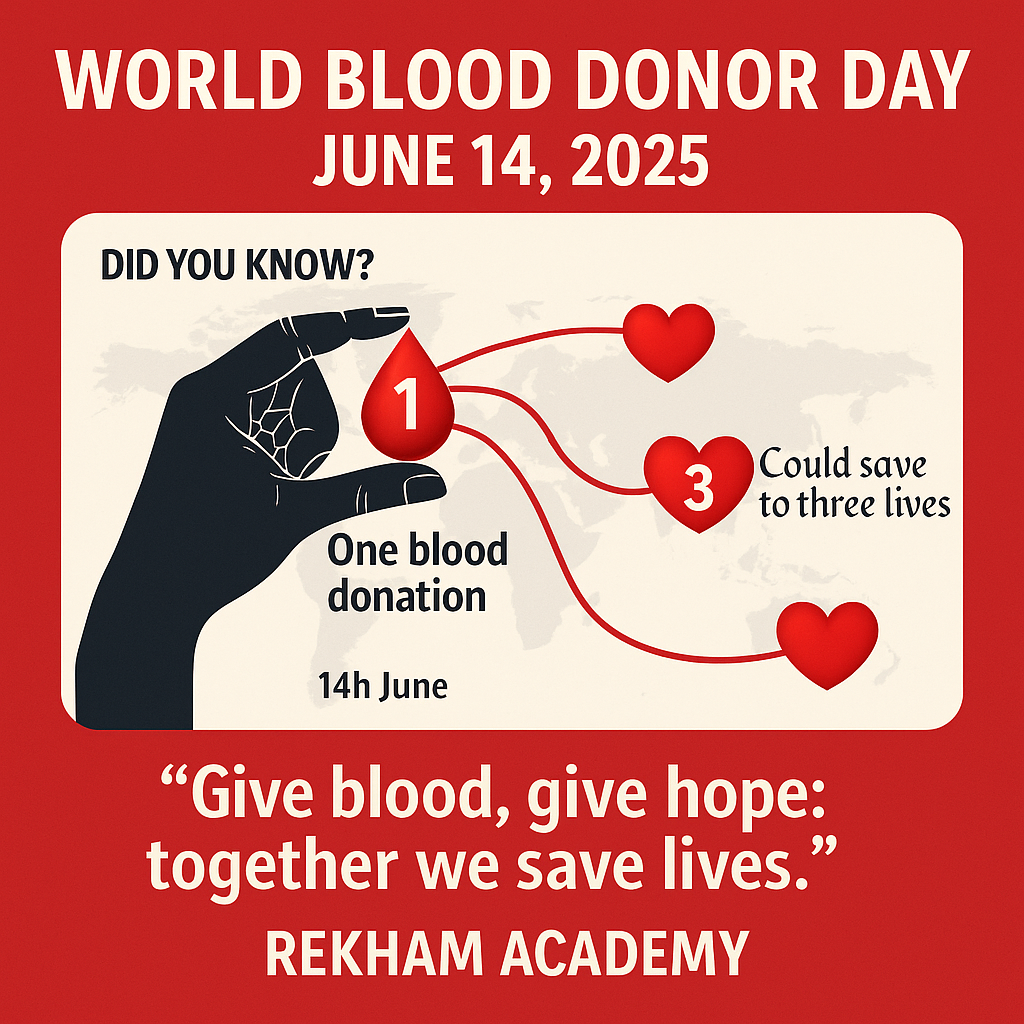 WORLD BLOOD DONOR DAY
JUNE 14, 2025
DID YOU KNOW?
1
3
Could save
to three lives
One blood
donation
14h June
“Give blood, give hope:
together we save lives.”
REKHAM ACADEMY